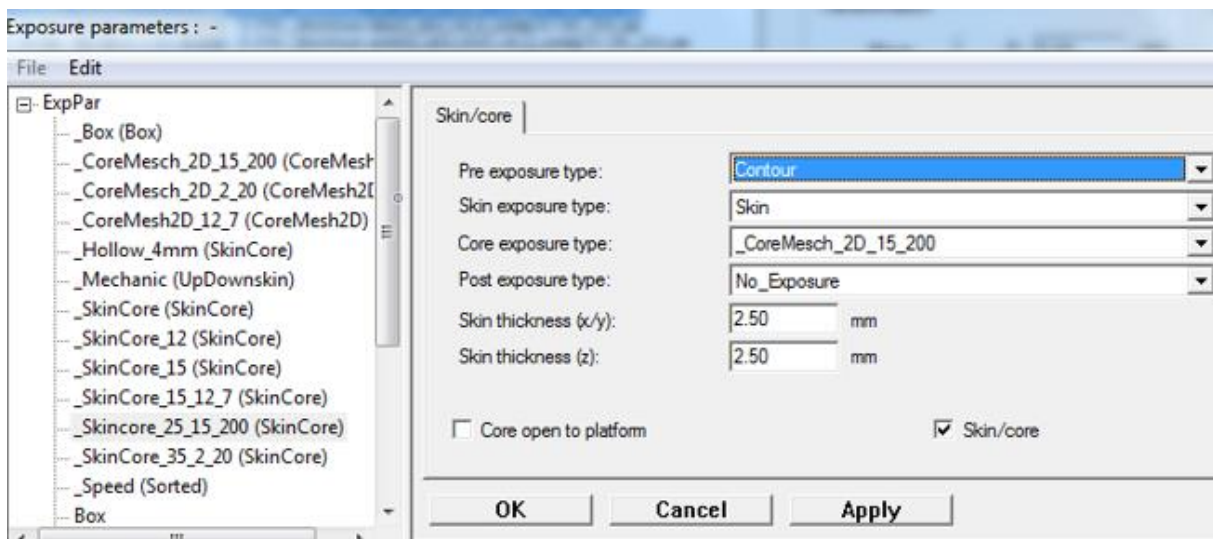 Exposure parameters : -
File Edit
ExpPar
_Box (Box)
_CoreMesch_2D_15_200 (CoreMesh
_CoreMesch_2D_2_20 (CoreMesh2D
_CoreMesh2D_12_7 (CoreMesh2D)
_Hollow_4mm (SkinCore)
_Mechanic (UpDownskin)
_SkinCore (SkinCore)
_SkinCore_12 (SkinCore)
_SkinCore_15 (SkinCore)
_SkinCore_15_12_7 (SkinCore)
_Skincore_25_15_200 (SkinCore)
_SkinCore_35_2_20 (SkinCore)
_Speed (Sorted)
Box
Skin/core
Pre exposure type: Contour
Skin exposure type: Skin
Core exposure type: _CoreMesch_2D_15_200
Post exposure type: No_Exposure
Skin thickness (x/y): 2.50 mm
Skin thickness (z): 2.50 mm
Core open to platform Skin/core
OK Cancel Apply